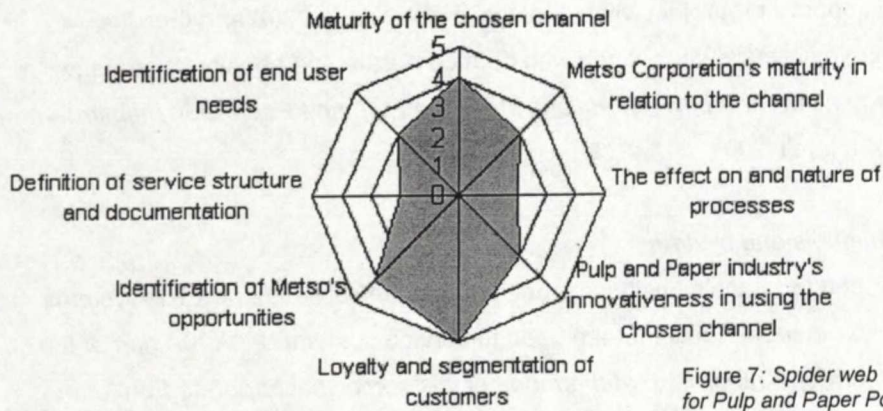 Maturity of the chosen channel
5
4
3
2
1
0
Identification of end user
needs
Metso Corporation's maturity in
relation to the channel
Definition of service structure
and documentation
The effect on and nature of
processes
Identification of Metso's
opportunities
Pulp and Paper industry's
innovativeness in using the
chosen channel
Loyalty and segmentation of
customers
Figure 7: Spider web
for Pulp and Paper